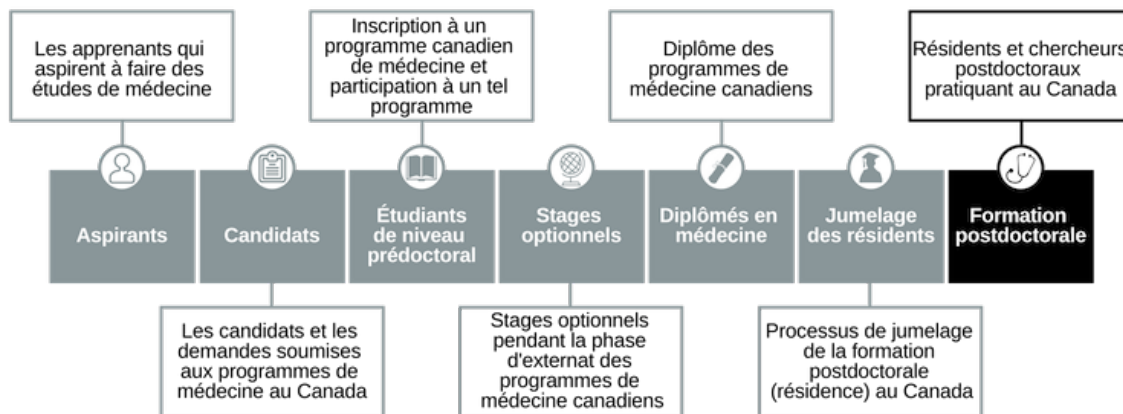 Les apprenants qui
aspirent à faire des
études de médecine
Inscription à un
programme canadien
de médecine et
participation à un tel
programme
Diplôme des
programmes de
médecine canadiens
Résidents et chercheurs
postdoctoraux
pratiquant au Canada
Aspirants
Candidats
Étudiants
de niveau
prédoctoral
Stages
optionnels
Diplômés en
médecine
Jumelage
des résidents
Formation
postdoctorale
Les candidats et les
demandes soumises
aux programmes de
médecine au Canada
Stages optionnels
pendant la phase
d'externat des
programmes de
médecine canadiens
Processus de jumelage
de la formation
postdoctorale
(résidence) au Canada